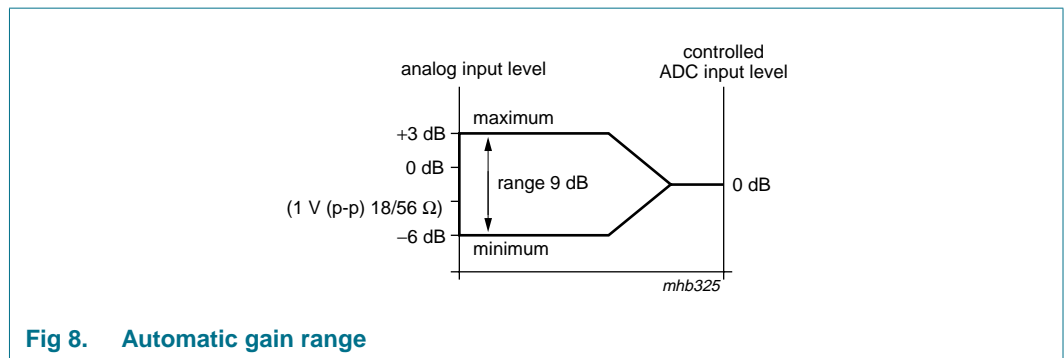 controlled
analog input level
ADC input level
maximum
+3 dB
0 dB
range 9 dB
0 dB
(1 V (p-p) 18/56 Ω)
−6 dB
minimum
mhb325
Fig 8. Automatic gain range